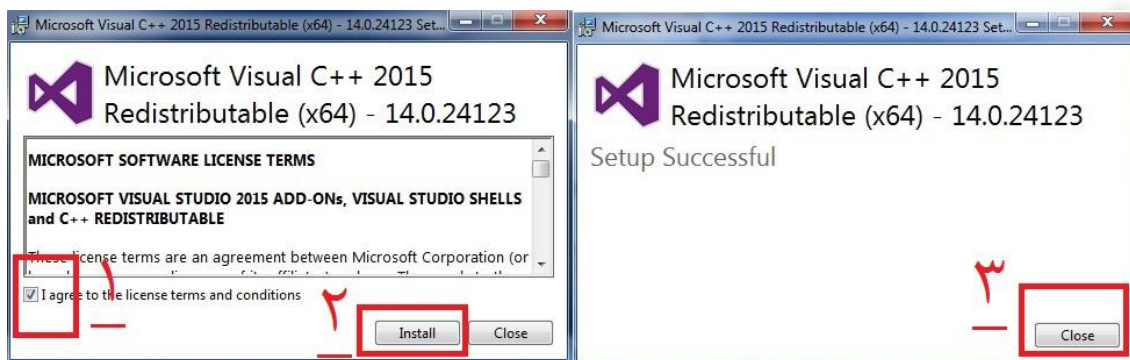 Microsoft Visual C++ 2015 Redistributable (x64) - 14.0.24123 Set...
Microsoft Visual C++ 2015
Redistributable (x64) - 14.0.24123
MICROSOFT SOFTWARE LICENSE TERMS
MICROSOFT VISUAL STUDIO 2015 ADD-ONs, VISUAL STUDIO SHELLS
and C++ REDISTRIBUTABLE
These license terms are an agreement between Microsoft Corporation (or
I agree to the license terms and conditions
۱
۲
Install Close
Microsoft Visual C++ 2015 Redistributable (x64) - 14.0.24123 Set...
Microsoft Visual C++ 2015
Redistributable (x64) - 14.0.24123
Setup Successful
۳
Close